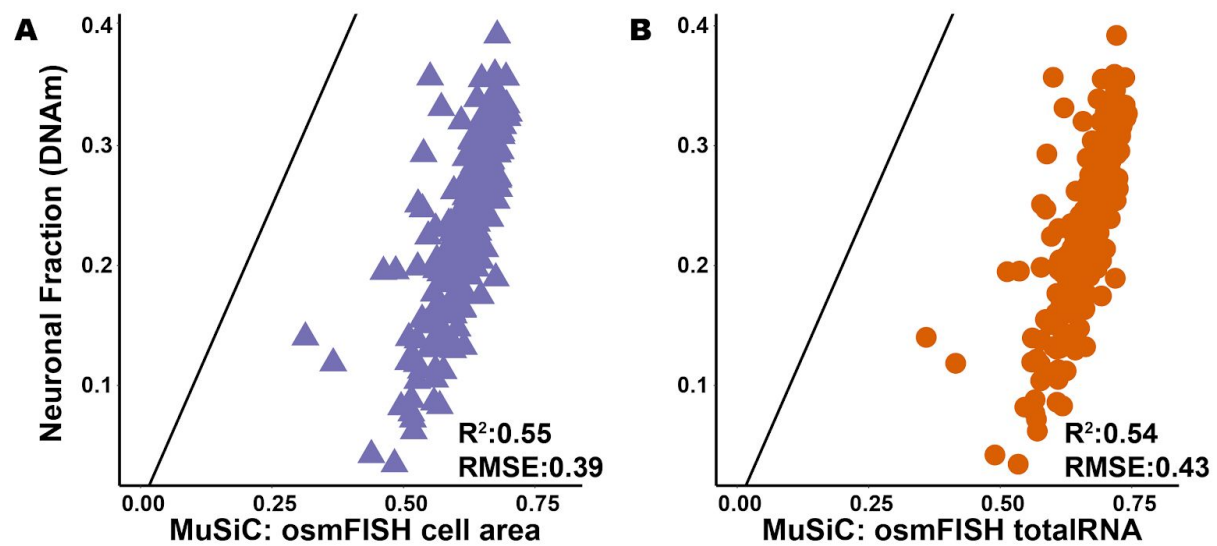 A
Neuronal Fraction (DNAm)
0.4
0.3
0.2
0.1
R²:0.55
RMSE:0.39
0.00 0.25 0.50 0.75
MuSiC: osmFISH cell area
B
0.4
0.3
0.2
0.1
R²:0.54
RMSE:0.43
0.00 0.25 0.50 0.75
MuSiC: osmFISH totalRNA